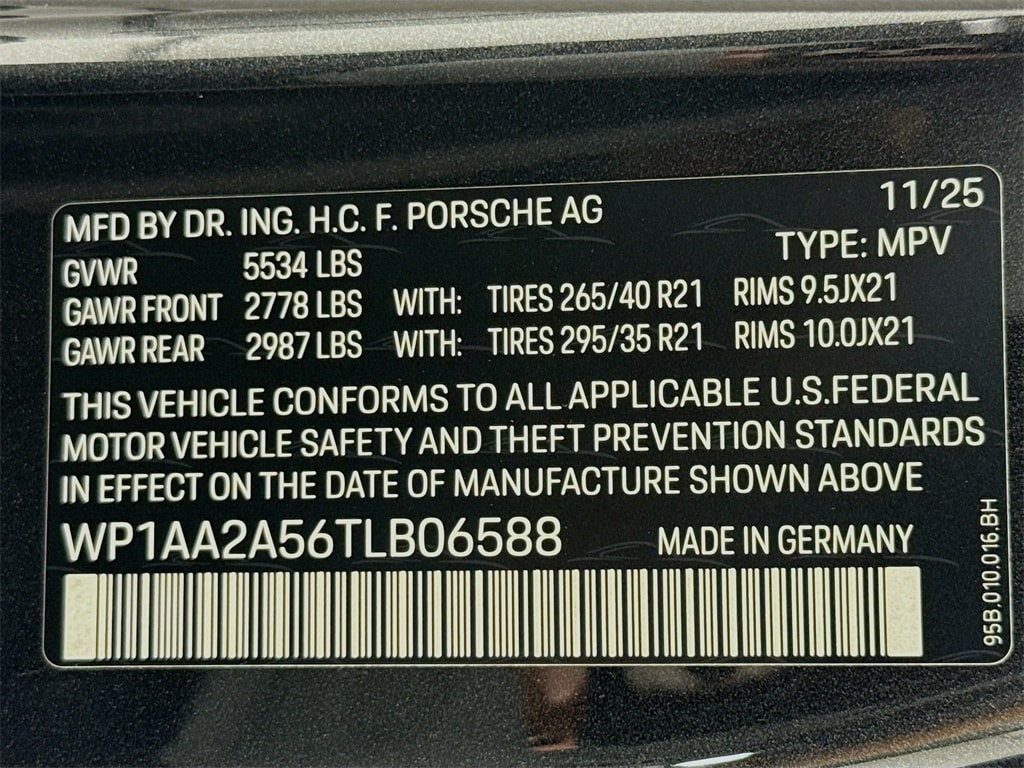 MFD BY DR. ING. H.C. F. PORSCHE AG 11/25
GVWR 5534 LBS TYPE: MPV
GAWR FRONT 2778 LBS WITH: TIRES 265/40 R21 RIMS 9.5JX21
GAWR REAR 2987 LBS WITH: TIRES 295/35 R21 RIMS 10.0JX21
THIS VEHICLE CONFORMS TO ALL APPLICABLE U.S.FEDERAL
MOTOR VEHICLE SAFETY AND THEFT PREVENTION STANDARDS
IN EFFECT ON THE DATE OF MANUFACTURE SHOWN ABOVE
WP1AA2A56TLB06588 MADE IN GERMANY
95B.010.016.BH